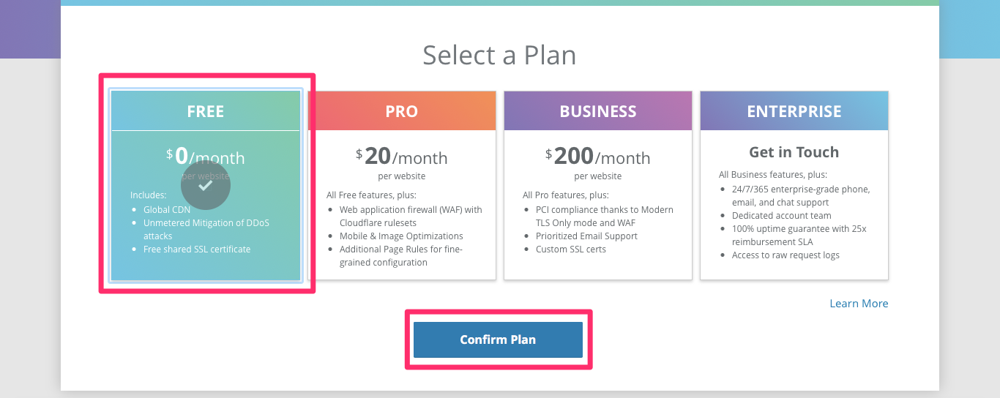 Select a Plan
FREE
$0/month
per website
Includes:
Global CDN
Unmetered Mitigation of DDoS
attacks
Free shared SSL certificate
PRO
$20/month
per website
All Free features, plus:
Web application firewall (WAF) with
Cloudflare rulesets
Mobile & Image Optimizations
Additional Page Rules for fine-
grained configuration
BUSINESS
$200/month
per website
All Pro features, plus:
PCI compliance thanks to Modern
TLS Only mode and WAF
Prioritized Email Support
Custom SSL certs
ENTERPRISE
Get in Touch
All Business features, plus:
24/7/365 enterprise-grade phone,
email, and chat support
Dedicated account team
100% uptime guarantee with 25x
reimbursement SLA
Access to raw request logs
Learn More
Confirm Plan